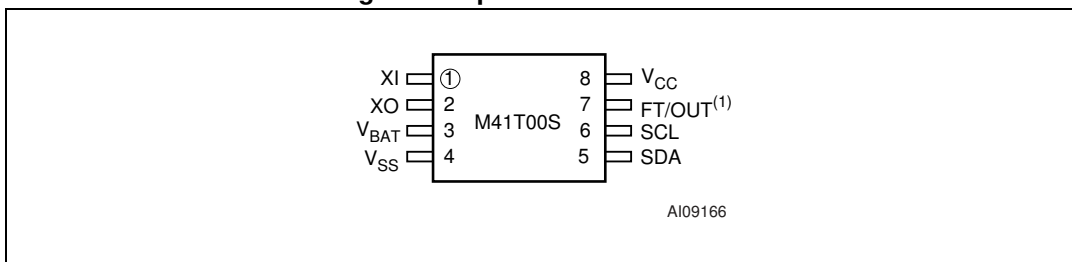 XI 1 8 VCC
XO 2 7 FT/OUT(1)
VBAT 3 M41T00S 6 SCL
VSS 4 5 SDA
AI09166